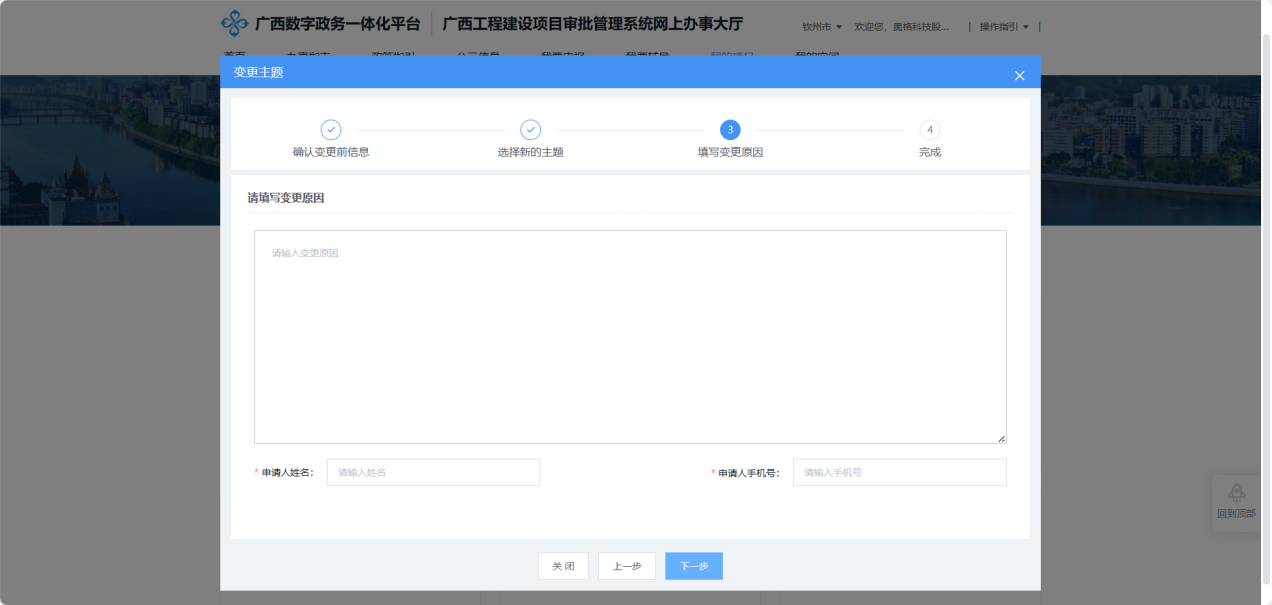 广西数字政务一体化平台 广西工程建设项目审批管理系统网上办事大厅 钦州市 欢迎您，奥格科技股... | 操作指引 |
变更主题
3 4
确认变更前信息 选择新的主题 填写变更原因 完成
请填写变更原因
请输入变更原因
* 申请人姓名： 请输入姓名 * 申请人手机号： 请输入手机号
回到顶部
关 闭 上一步 下一步